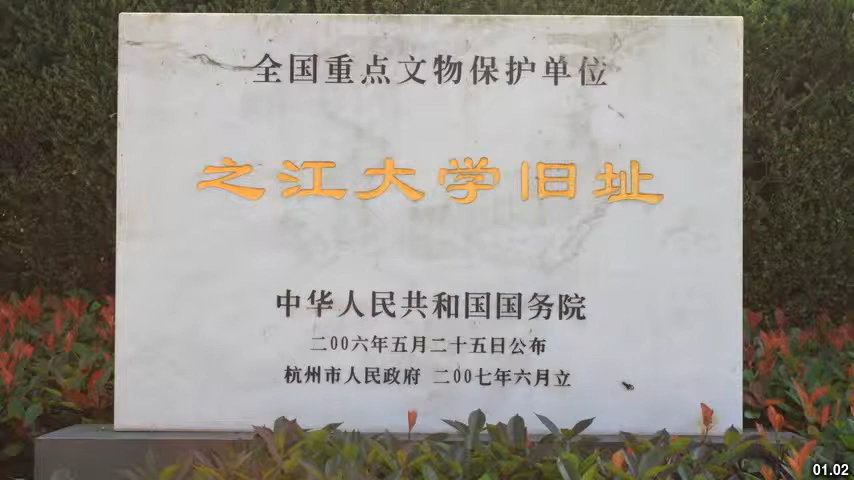 全国重点文物保护单位
之江大学旧址
中华人民共和国国务院
二00六年五月二十五日公布
杭州市人民政府 二00七年六月立
01.02